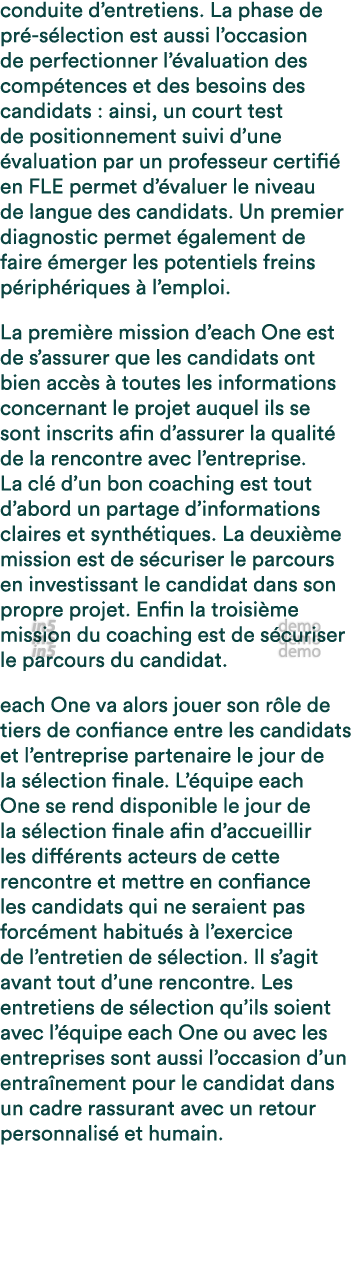 conduite d’entretiens. La phase de
pré-sélection est aussi l’occasion
de perfectionner l’évaluation des
compétences et des besoins des
candidats : ainsi, un court test
de positionnement suivi d’une
évaluation par un professeur certifié
en FLE permet d’évaluer le niveau
de langue des candidats. Un premier
diagnostic permet également de
faire émerger les potentiels freins
périphériques à l’emploi.
La première mission d’each One est
de s’assurer que les candidats ont
bien accès à toutes les informations
concernant le projet auquel ils se
sont inscrits afin d’assurer la qualité
de la rencontre avec l’entreprise.
La clé d’un bon coaching est tout
d’abord un partage d’informations
claires et synthétiques. La deuxième
mission est de sécuriser le parcours
en investissant le candidat dans son
propre projet. Enfin la troisième
in5 demo
mission du coaching est de sécuriser
in5 demo
le parcours du candidat.
each One va alors jouer son rôle de
tiers de confiance entre les candidats
et l’entreprise partenaire le jour de
la sélection finale. L’équipe each
One se rend disponible le jour de
la sélection finale afin d’accueillir
les différents acteurs de cette
rencontre et mettre en confiance
les candidats qui ne seraient pas
forcément habitués à l’exercice
de l’entretien de sélection. Il s’agit
avant tout d’une rencontre. Les
entretiens de sélection qu’ils soient
avec l’équipe each One ou avec les
entreprises sont aussi l’occasion d’un
entraînement pour le candidat dans
un cadre rassurant avec un retour
personnalisé et humain.